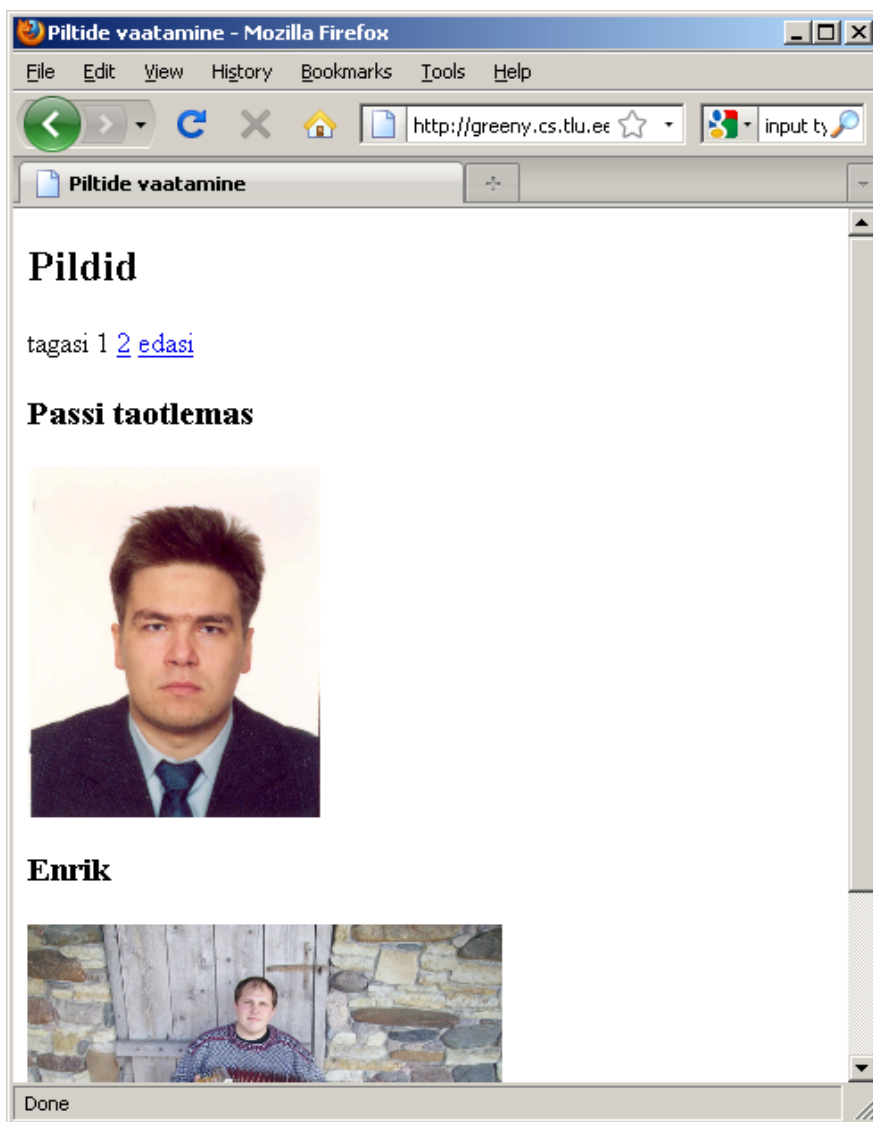 Piltide vaatamine - Mozilla Firefox
File Edit View History Bookmarks Tools Help
http://greeny.cs.tlu.ee input ty
Piltide vaatamine
Pildid
tagasi 1 2 edasi
Passi taotlemas
Enrik
Done